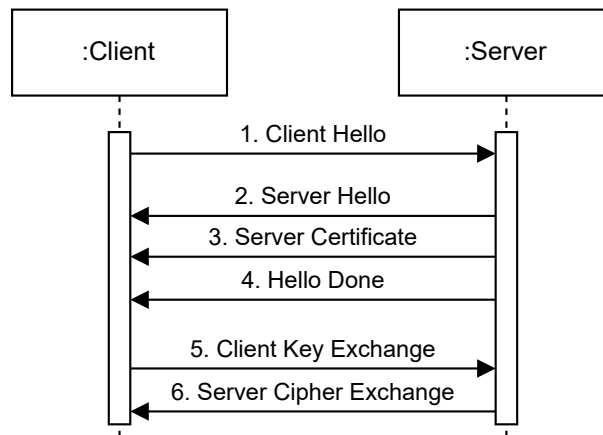 :Client
:Server
1. Client Hello
2. Server Hello
3. Server Certificate
4. Hello Done
5. Client Key Exchange
6. Server Cipher Exchange